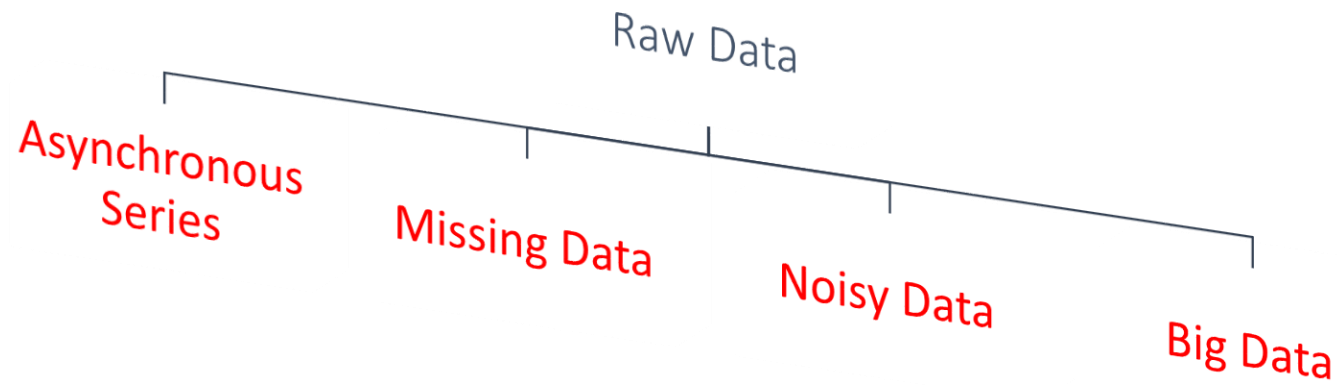 Raw Data
Asynchronous
Series
Missing Data
Noisy Data
Big Data